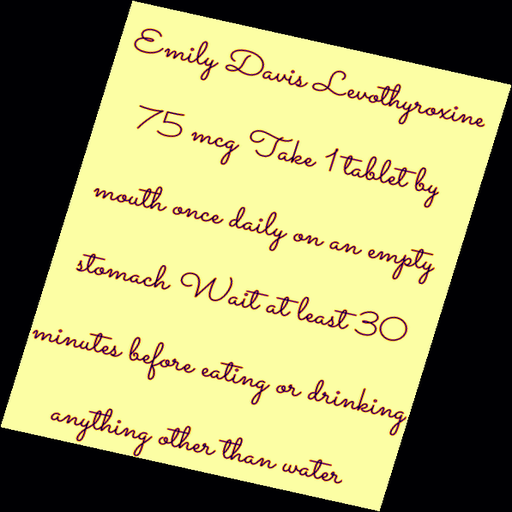 Emily Davis Levothyroxine
75 mcg Take 1 tablet by
mouth once daily on an empty
stomach Wait at least 30
minutes before eating or drinking
anything other than water